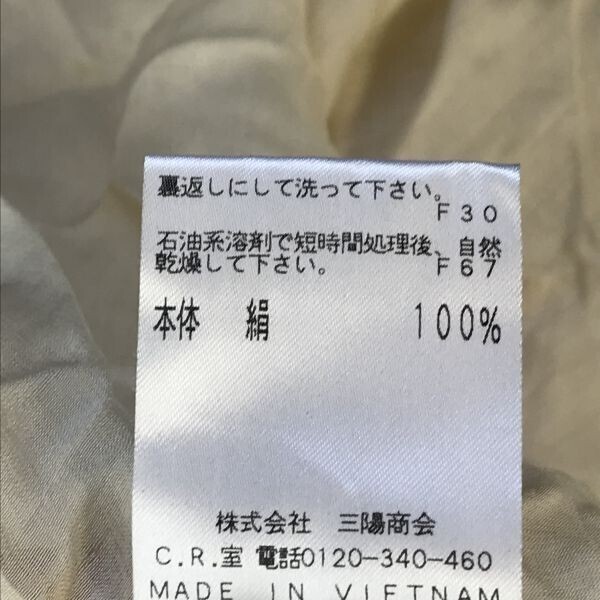 裏返しにして洗って下さい。
F30
石油系溶剤で短時間処理後、自然
乾燥して下さい。 F67
本体 絹 100%
株式会社 三陽商会
C.R.室 電話0120-340-460
MADE IN VIETNAM